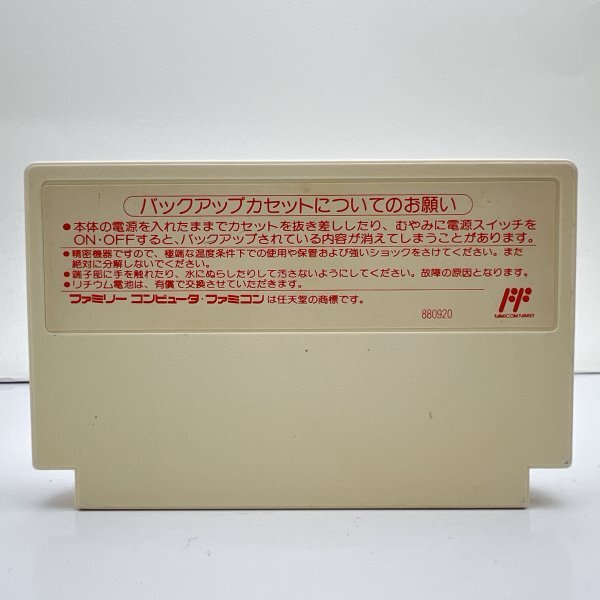 バックアップカセットについてのお願い
●本体の電源を入れたままでカセットを抜き差ししたり、むやみに電源スイッチを
ON・OFFすると、バックアップされている内容が消えてしまうことがあります。
●精密機器ですので、極端な温度条件下での使用や保管および強いショックをさけてください。また
絶対に分解しないでください。
●端子部に手を触れたり、水にぬらしたりして汚さないようにしてください。故障の原因となります。
●リチウム電池は、有償で交換させていただきます。
ファミリーコンピュータ・ファミコンは任天堂の商標です。
880920
FAMICOM FAMILY